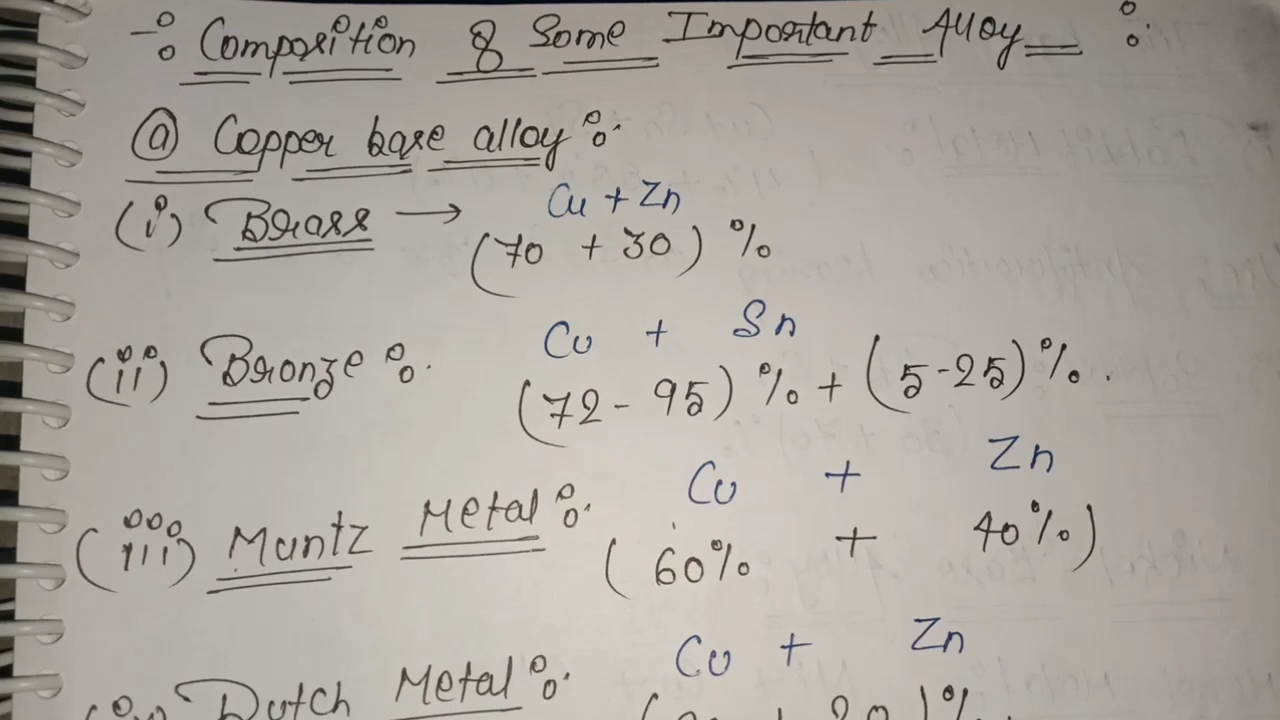 -: Composition of Some Important Alloy :-
(a) Copper base alloy :-
(i) Brass → Cu + Zn
(70 + 30) %
(ii) Bronze :- Cu + Sn
(72 - 95) % + (5-25) %.
(iii) Muntz Metal :- Cu + Zn
(60% + 40%)
(iv) Dutch Metal :- Cu + Zn